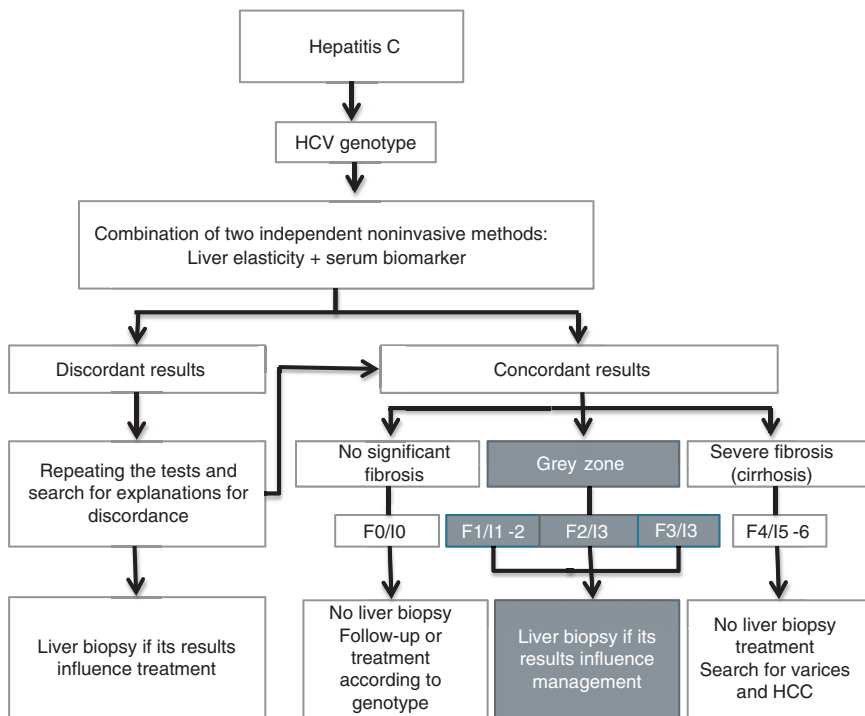 Hepatitis C
HCV genotype
Combination of two independent noninvasive methods:
Liver elasticity + serum biomarker
Discordant results
Concordant results
Repeating the tests and
search for explanations for
discordance
No significant
fibrosis
Grey zone
Severe fibrosis
(cirrhosis)
F0/I0
F1/I1 -2
F2/I3
F3/I3
F4/I5 -6
Liver biopsy if its results
influence treatment
No liver biopsy
Follow-up or
treatment
according to
genotype
Liver biopsy if its
results influence
management
No liver biopsy
treatment
Search for varices
and HCC